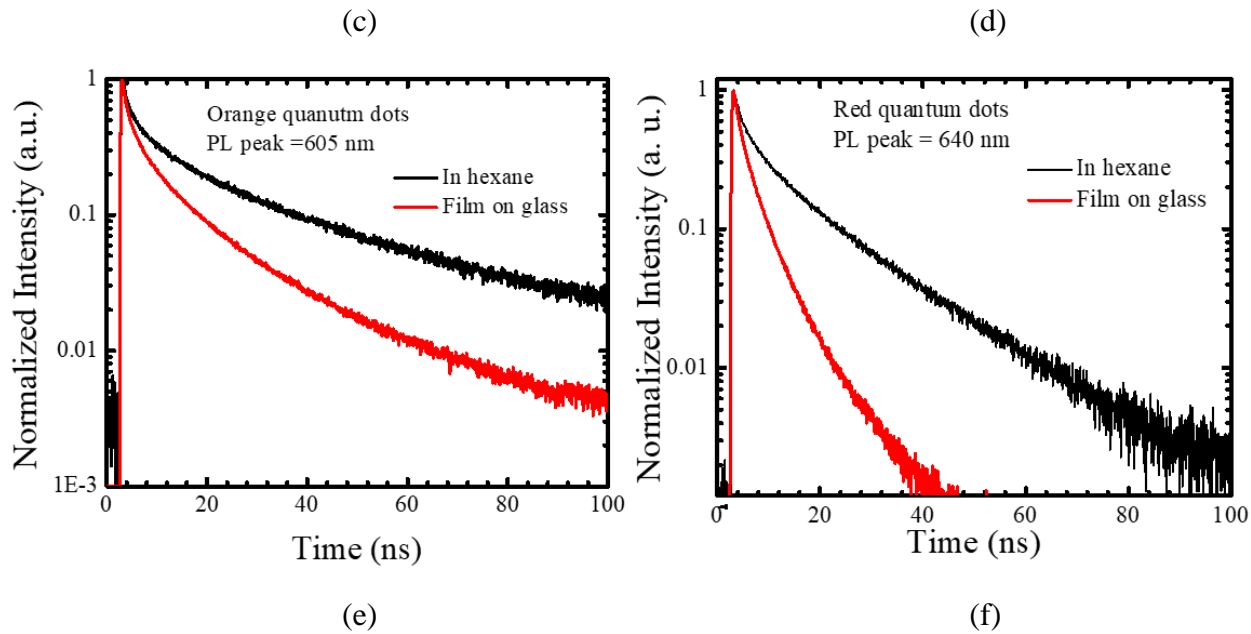 (c)
(d)
Normalized Intensity (a.u.)
1
0.1
0.01
1E-3
Orange quanutm dots
PL peak =605 nm
In hexane
Film on glass
0
20
40
60
80
100
Time (ns)
Normalized Intensity (a. u.)
1
0.1
0.01
Red quantum dots
PL peak = 640 nm
In hexane
Film on glass
0
20
40
60
80
100
Time (ns)
(e)
(f)